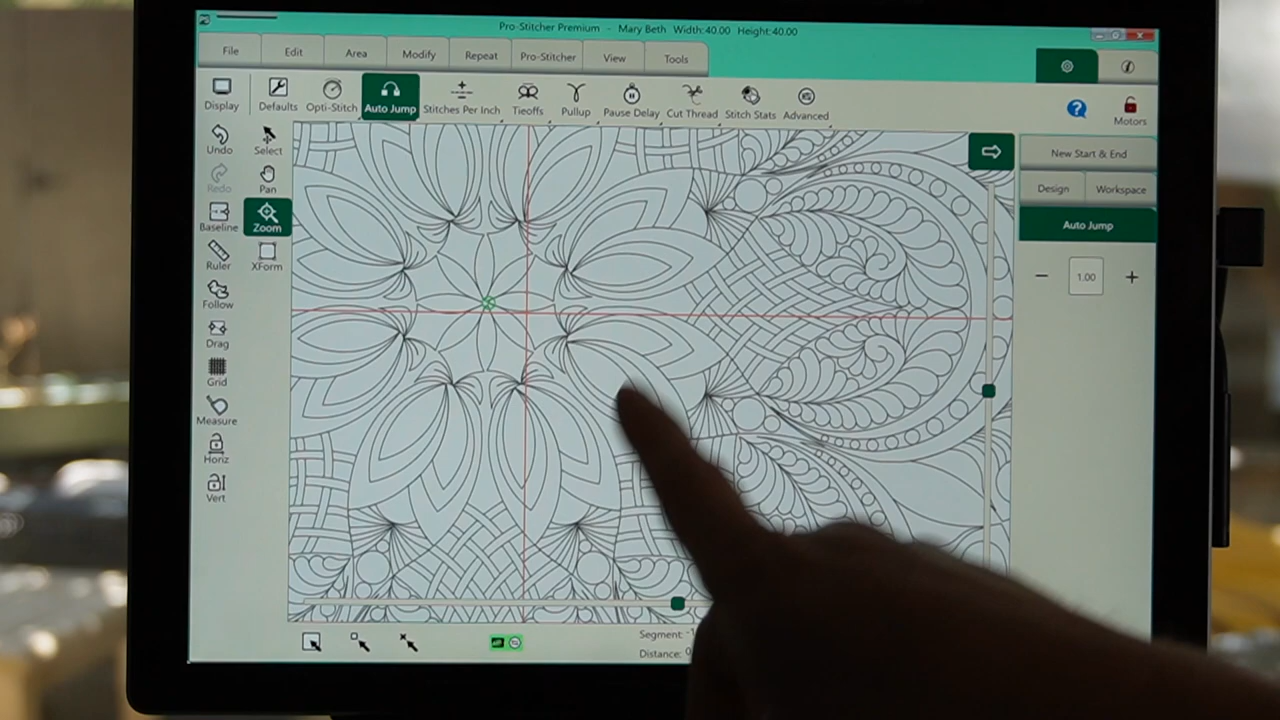 Pro-Stitcher Premium - Mary Beth Width:40.00 Height:40.00
File Edit Area Modify Repeat Pro-Stitcher View Tools
Display Defaults Opti-Stitch Auto Jump Stitches Per Inch Tieoffs Pullup Pause Delay Cut Thread Stitch Stats Advanced
? Motors
Undo Select
Redo Pan
Baseline Zoom
Ruler XForm
Follow
Drag
Grid
Measure
Horiz
Vert
New Start & End
Design Workspace
Auto Jump
− 1.00 +
Segment:
Distance: